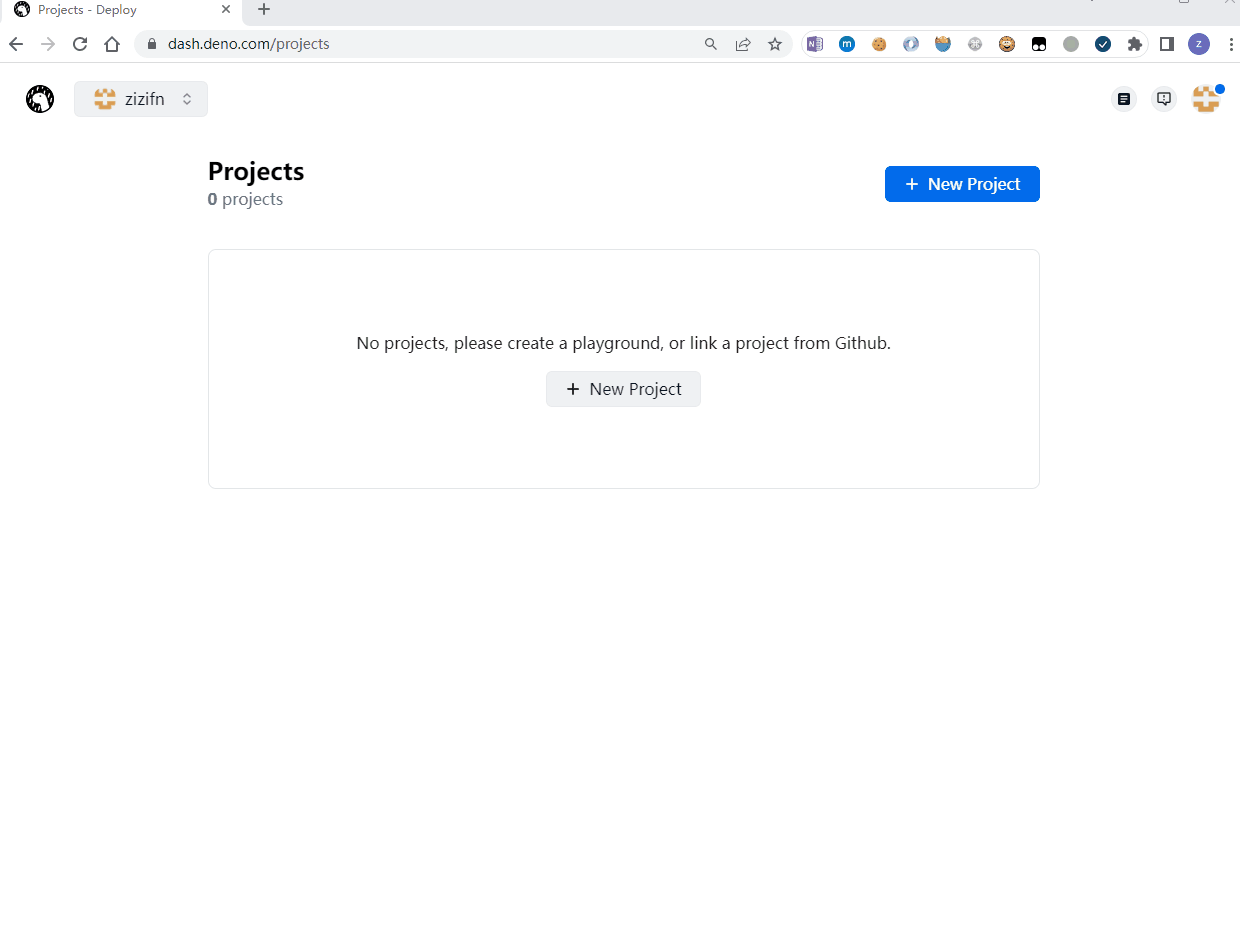 Projects - Deploy
dash.deno.com/projects
N
m
z
zizifn
Projects
0 projects
New Project
No projects, please create a playground, or link a project from Github.
New Project